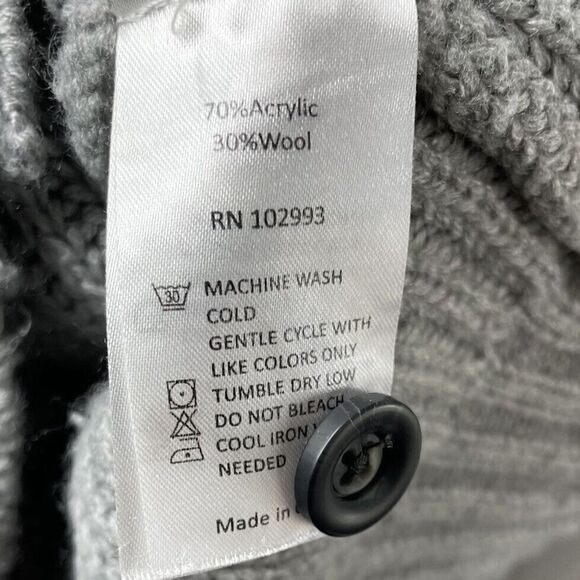 70%Acrylic
30%Wool
RN 102993
30 MACHINE WASH
COLD
GENTLE CYCLE WITH
LIKE COLORS ONLY
TUMBLE DRY LOW
DO NOT BLEACH
COOL IRON
NEEDED
Made in